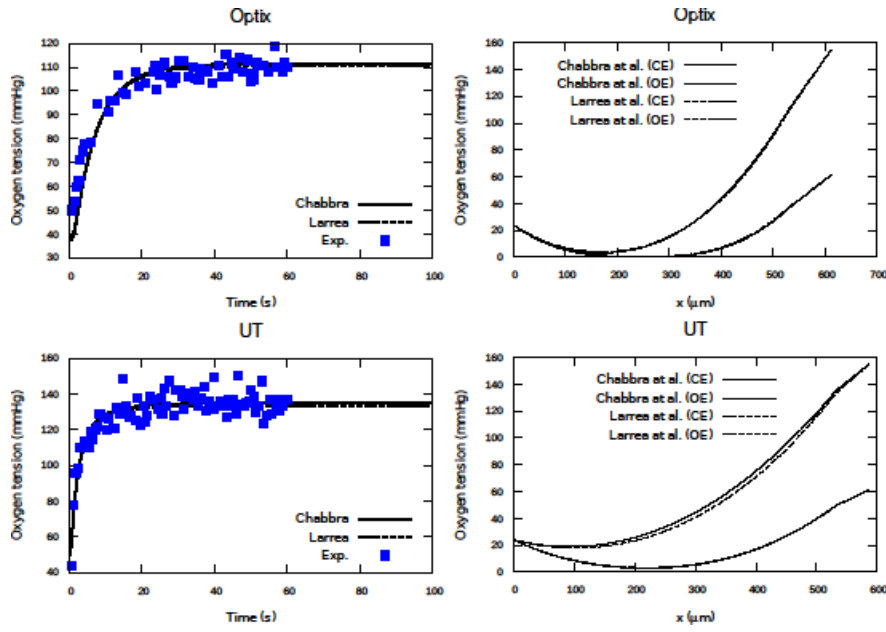 Optix
Oxygen tension (mmHg)
120
110
100
90
80
70
60
50
40
30
0
20
40
60
80
100
Time (s)
Chabbra
Larrea
Exp.
Optix
Oxygen tension (mmHg)
160
140
120
100
80
60
40
20
0
0
100
200
300
400
500
600
700
x (μm)
Chabbra at al. (CE)
Chabbra at al. (OE)
Larrea at al. (CE)
Larrea at al. (OE)
UT
Oxygen tension (mmHg)
160
140
120
100
80
60
40
0
20
40
60
80
100
Time (s)
Chabbra
Larrea
Exp.
UT
Oxygen tension (mmHg)
160
140
120
100
80
60
40
20
0
0
100
200
300
400
500
600
x (μm)
Chabbra at al. (CE)
Chabbra at al. (OE)
Larrea at al. (CE)
Larrea at al. (OE)